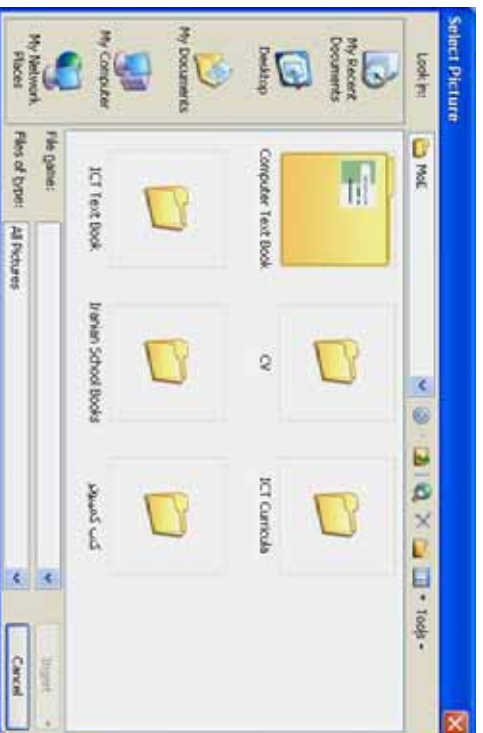 Select Picture
Look in:
MoE
Tools
My Recent
Documents
Desktop
My Documents
My Computer
My Network
Places
Computer Text Book
CV
ICT Curricula
ICT Text Book
Iranian School Books
کتب کمپیوتر
File name:
Files of type:
All Pictures
Insert
Cancel